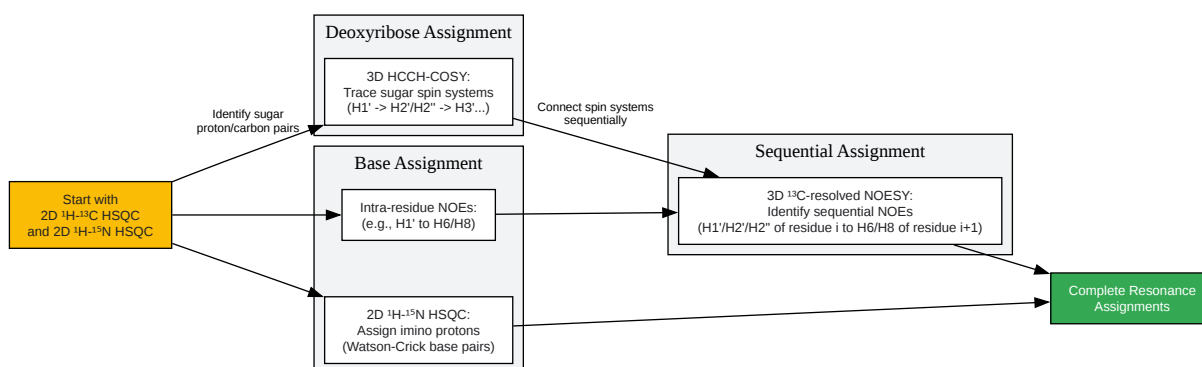 Start with
2D ¹H-¹³C HSQC
and 2D ¹H-¹⁵N HSQC
Identify sugar
proton/carbon pairs
Deoxyribose Assignment
3D HCCH-COSY:
Trace sugar spin systems
(H1' -> H2'/H2" -> H3'...)
Connect spin systems
sequentially
Base Assignment
Intra-residue NOEs:
(e.g., H1' to H6/H8)
2D ¹H-¹⁵N HSQC:
Assign imino protons
(Watson-Crick base pairs)
Sequential Assignment
3D ¹³C-resolved NOESY:
Identify sequential NOEs
(H1'/H2'/H2" of residue i to H6/H8 of residue i+1)
Complete Resonance
Assignments